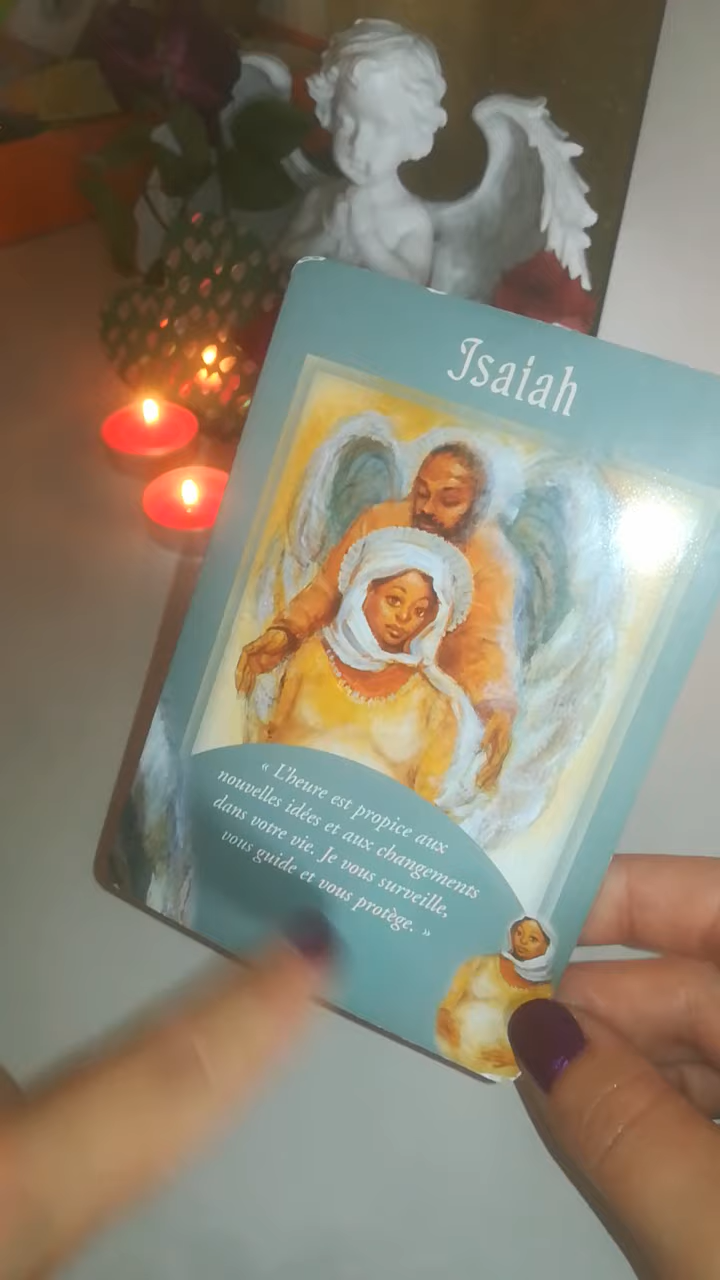 Isaiah
« L'heure est propice aux
nouvelles idées et aux changements
dans votre vie. Je vous surveille,
vous guide et vous protège. »